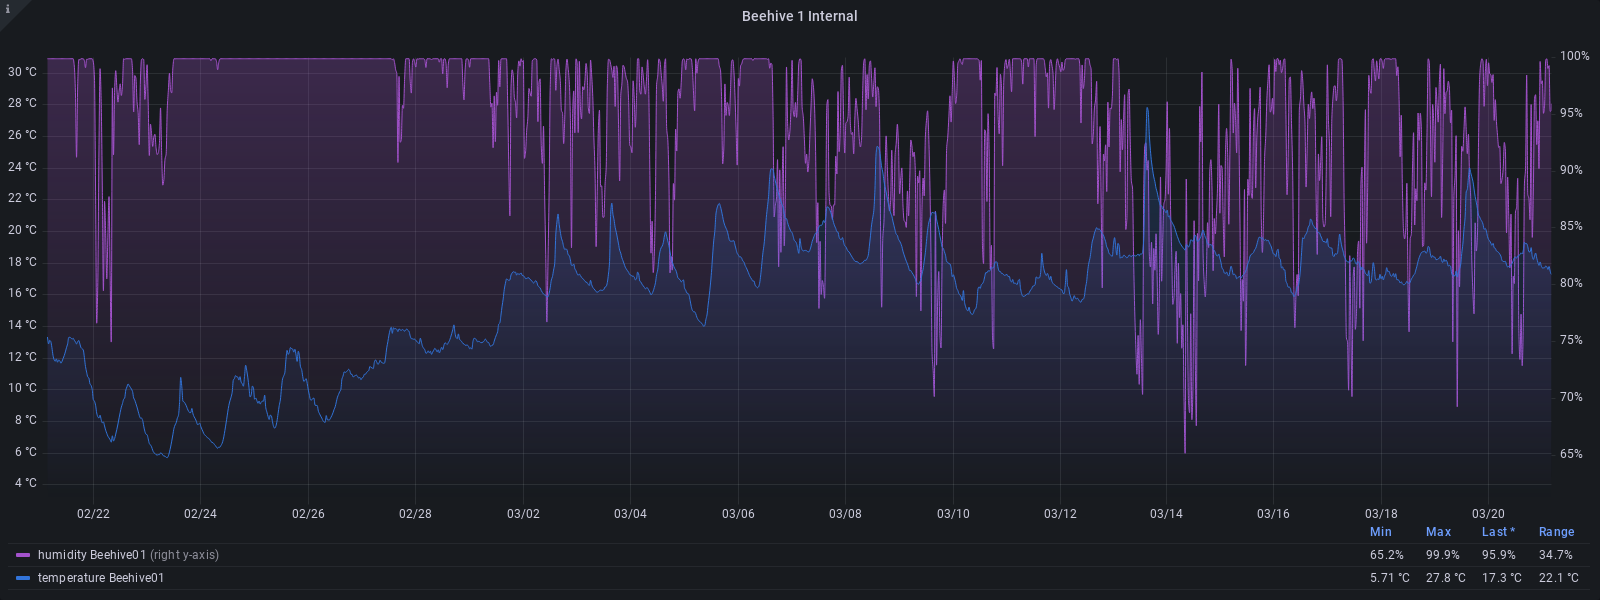 i
Beehive 1 Internal
30 °C
28 °C
26 °C
24 °C
22 °C
20 °C
18 °C
16 °C
14 °C
12 °C
10 °C
8 °C
6 °C
4 °C
100%
95%
90%
85%
80%
75%
70%
65%
02/22 02/24 02/26 02/28 03/02 03/04 03/06 03/08 03/10 03/12 03/14 03/16 03/18 03/20
Min Max Last * Range
humidity Beehive01 (right y-axis) 65.2% 99.9% 95.9% 34.7%
temperature Beehive01 5.71 °C 27.8 °C 17.3 °C 22.1 °C